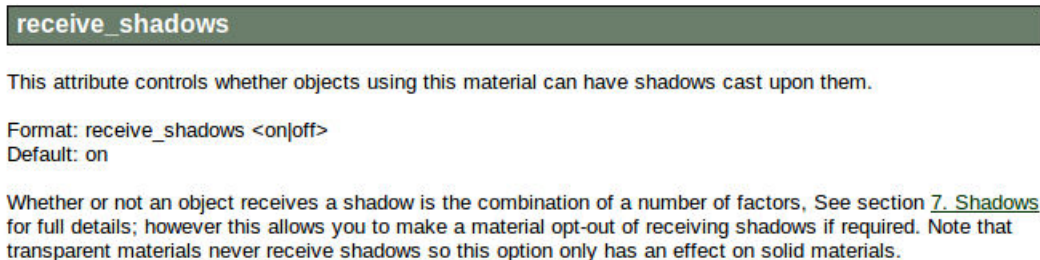 receive_shadows
This attribute controls whether objects using this material can have shadows cast upon them.
Format: receive_shadows <on|off>
Default: on
Whether or not an object receives a shadow is the combination of a number of factors, See section 7. Shadows
for full details; however this allows you to make a material opt-out of receiving shadows if required. Note that
transparent materials never receive shadows so this option only has an effect on solid materials.